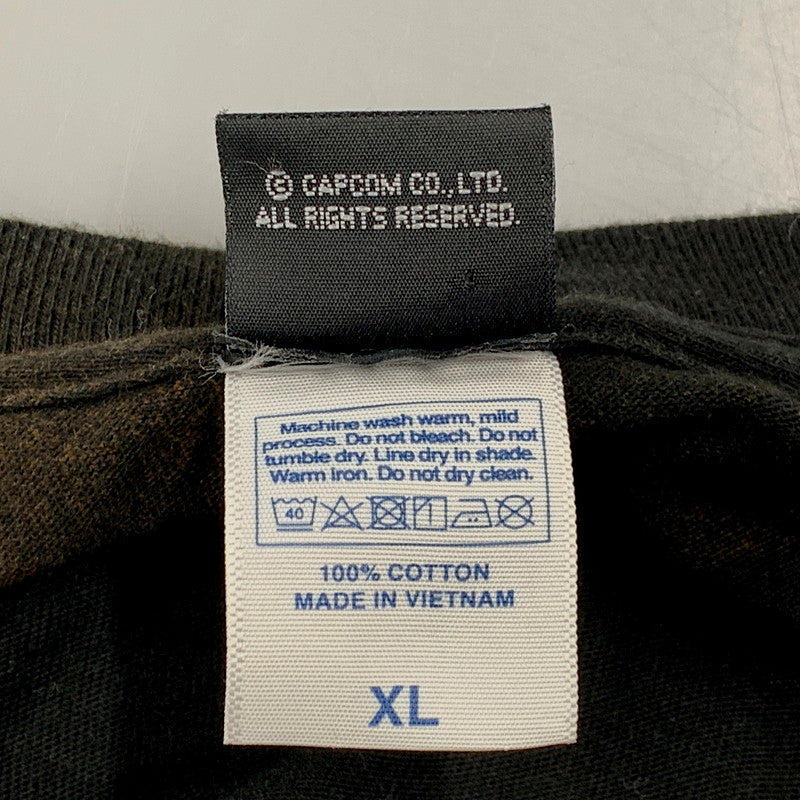 © CAPCOM CO., LTD.
ALL RIGHTS RESERVED.
Machine wash warm, mild
process. Do not bleach. Do not
tumble dry. Line dry in shade.
Warm iron. Do not dry clean.
40
100% COTTON
MADE IN VIETNAM
XL